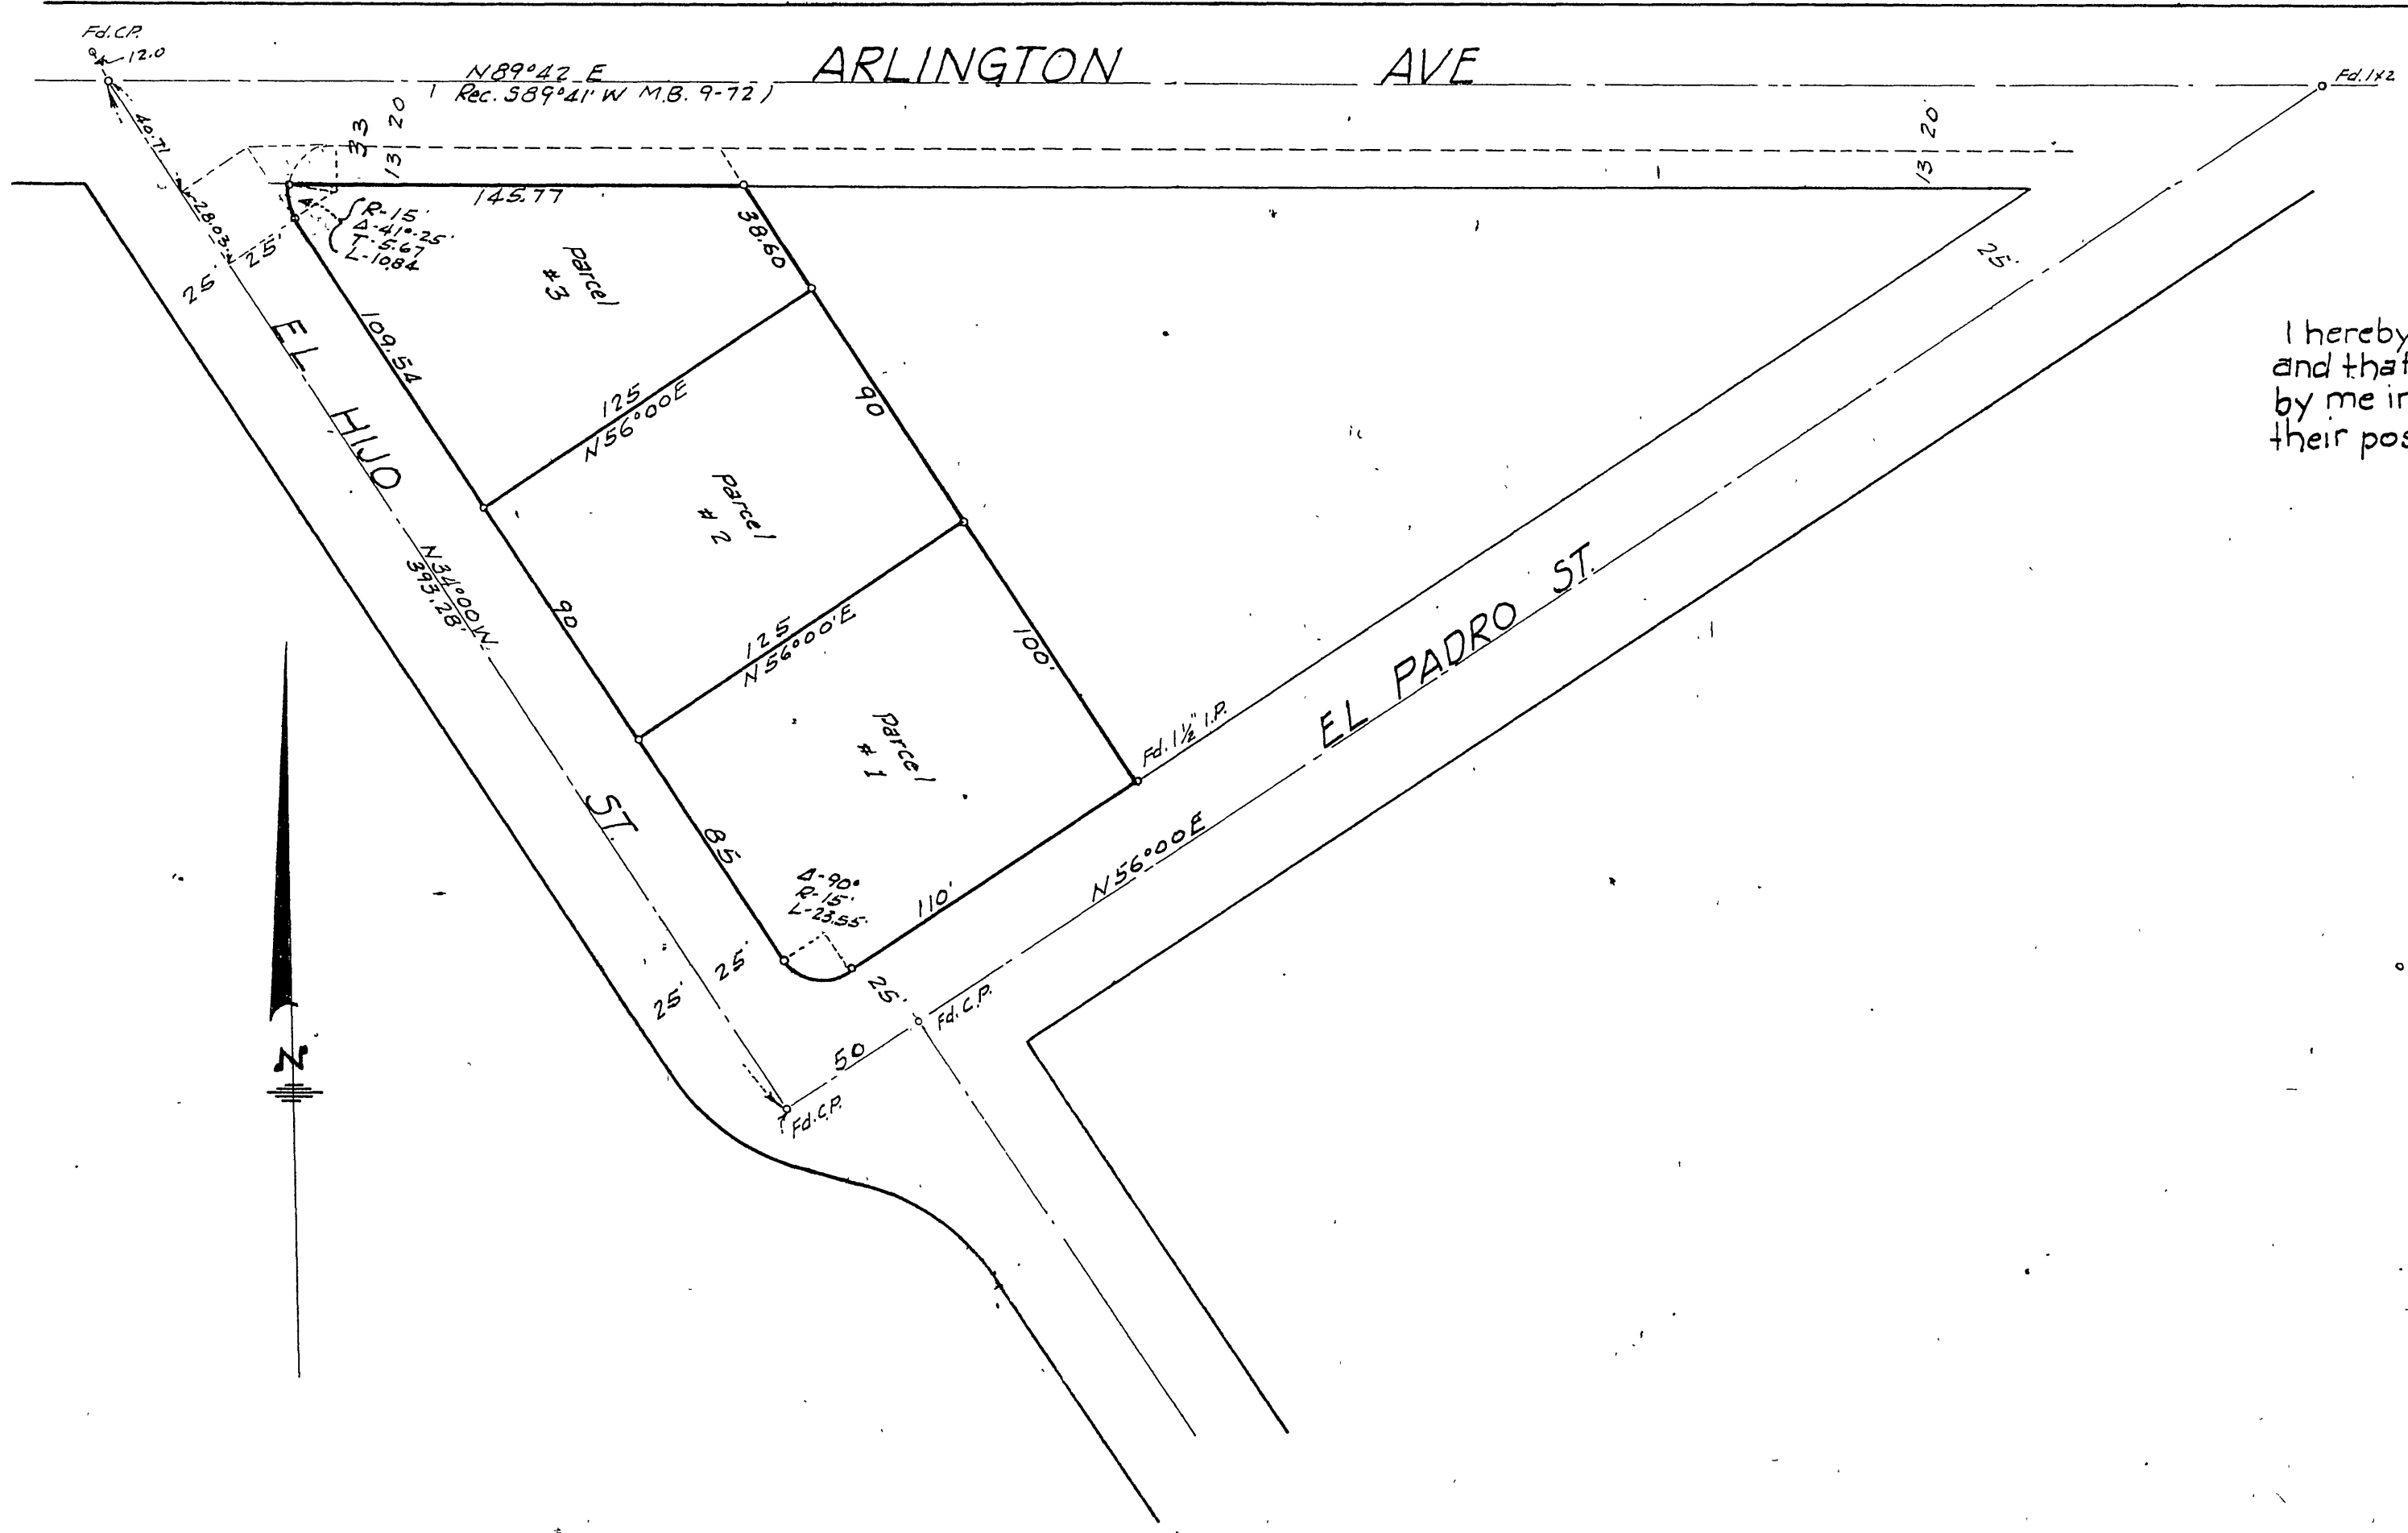 Fd.C.P.
12.0
N89°42 E
ARLINGTON AVE
Rec. S89°41' W M.B. 9-72)
Fd. 1x2
40.71
33
20
13
20'
13
145.77
28.03
25'
25'
R-15'
Δ-41°-25'
T-5.67
L-10.84
38.60
Parcel
#3
25'
EL HIJO ST.
109.54
125
N56°00E
90
I hereby
and that
by me in
their pos
Parcel
#2
N34°00W.
393.28'
90
125
N56°00'E
100'
EL PADRO ST.
Parcel
#1
Fd. 1½" I.P.
85'
Δ-90°
R-15'
L-23.55'
110'
N56°00E
25'
25'
25'
Fd. C.P.
50
Fd.C.P.
N